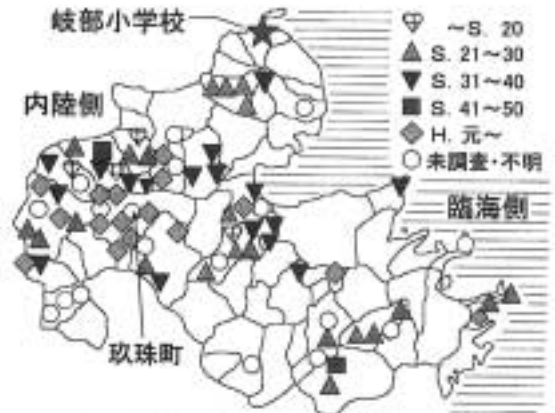 岐部小学校
～S. 20
S. 21～30
S. 31～40
S. 41～50
H. 元～
未調査・不明
内陸側
臨海側
玖珠町